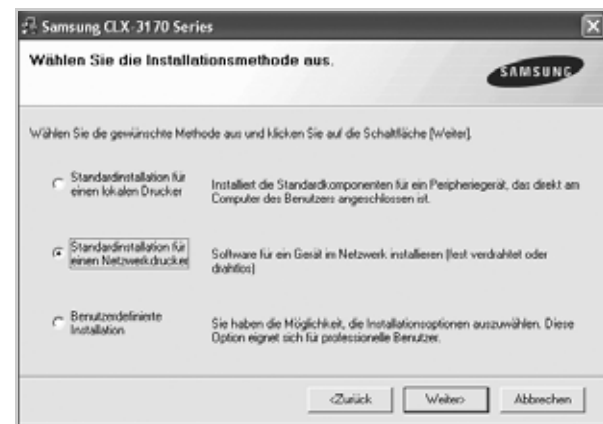 Samsung CLX-3170 Series
Wählen Sie die Installationsmethode aus.
SAMSUNG
Wählen Sie die gewünschte Methode aus und klicken Sie auf die Schaltfläche [Weiter].
Standardinstallation für
einen lokalen Drucker
Installiert die Standardkomponenten für ein Peripheriegerät, das direkt am
Computer des Benutzers angeschlossen ist.
Standardinstallation für
einen Netzwerkdrucker
Software für ein Gerät im Netzwerk installieren (fest verdrahtet oder
drahtlos)
Benutzerdefinierte
Installation
Sie haben die Möglichkeit, die Installationsoptionen auszuwählen. Diese
Option eignet sich für professionelle Benutzer.
<Zurück
Weiter>
Abbrechen